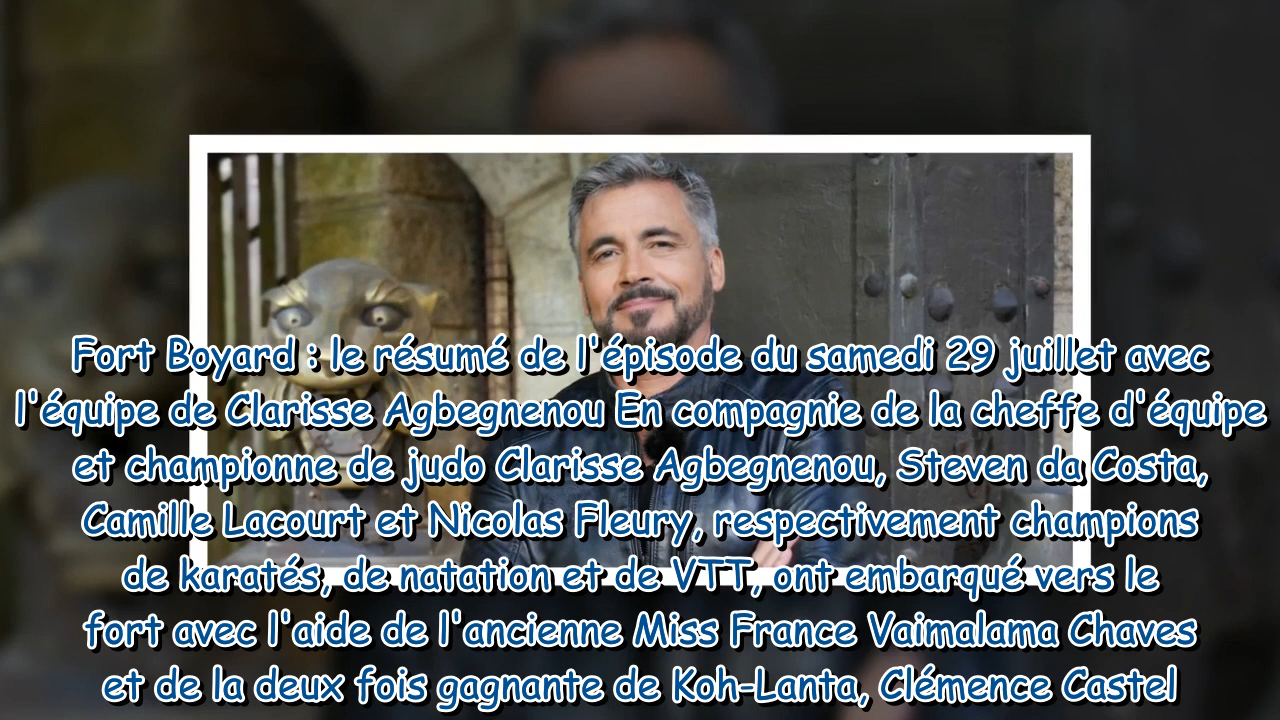 Fort Boyard : le résumé de l'épisode du samedi 29 juillet avec
l'équipe de Clarisse Agbegnenou En compagnie de la cheffe d'équipe
et championne de judo Clarisse Agbegnenou, Steven da Costa,
Camille Lacourt et Nicolas Fleury, respectivement champions
de karatés, de natation et de VTT, ont embarqué vers le
fort avec l'aide de l'ancienne Miss France Vaimalama Chaves
et de la deux fois gagnante de Koh-Lanta, Clémence Castel